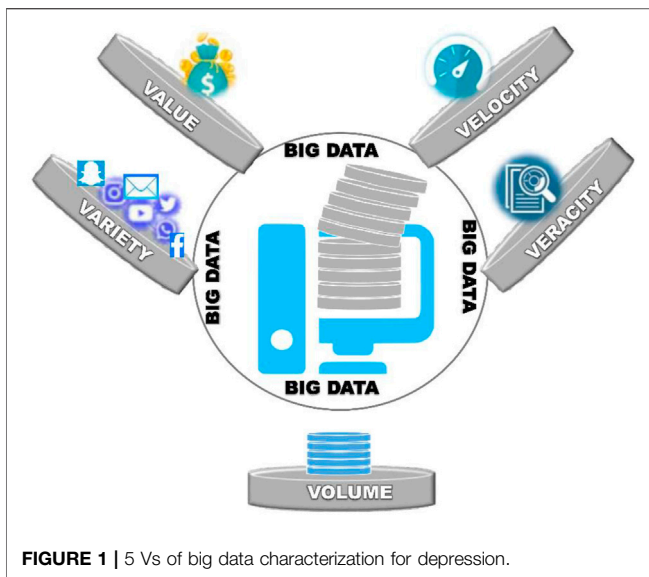 VALUE
VELOCITY
VARIETY
VERACITY
BIG DATA
BIG DATA
BIG DATA
BIG DATA
$
VOLUME
FIGURE 1 | 5 Vs of big data characterization for depression.